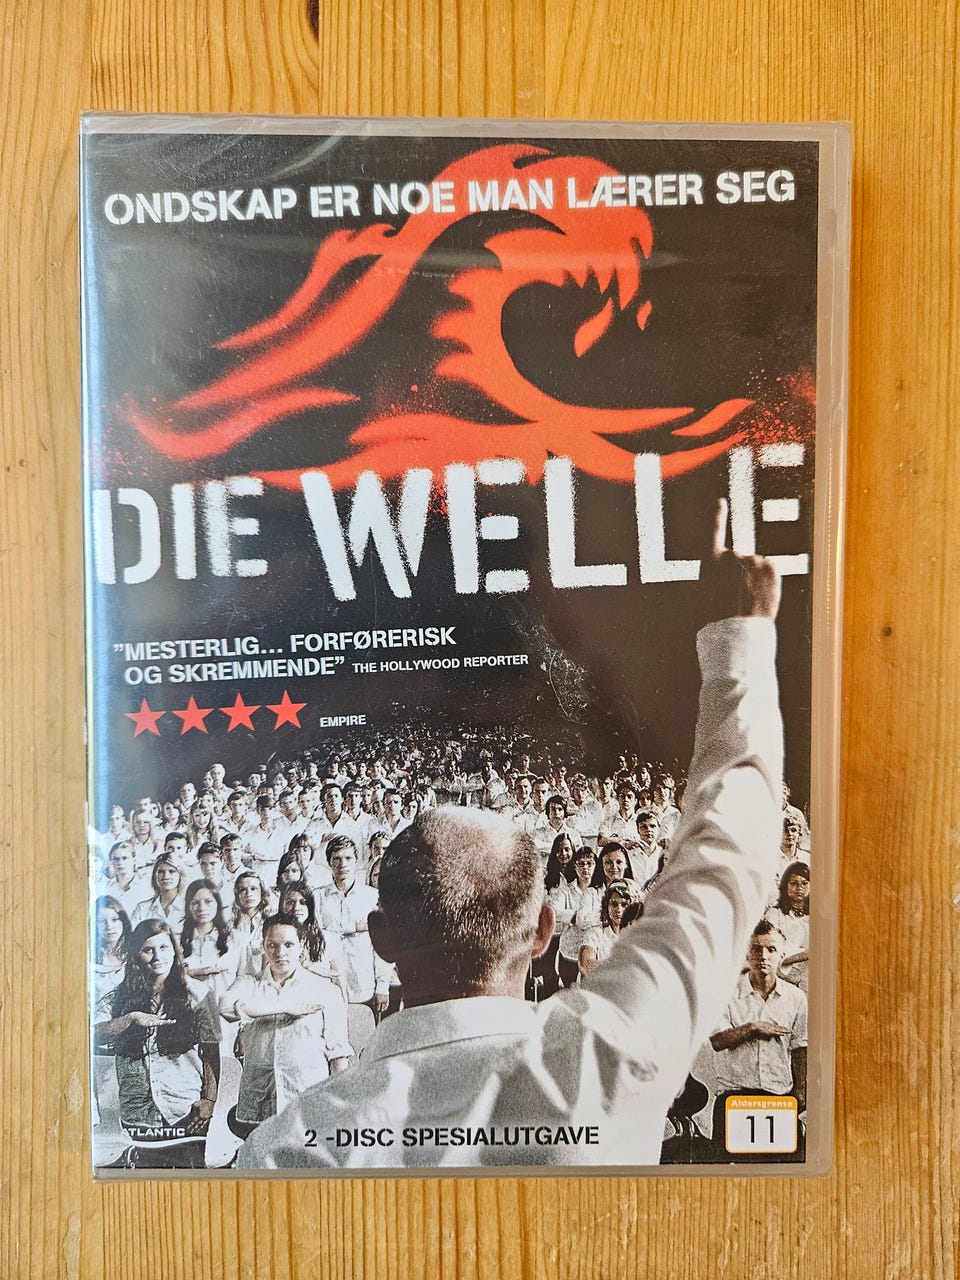 ONDSKAP ER NOE MAN LÆRER SEG
DIE WELLE
"MESTERLIG... FORFØRERISK
OG SKREMMENDE" THE HOLLYWOOD REPORTER
EMPIRE
ATLANTIC
2 -DISC SPESIALUTGAVE
Aldersgrense
11